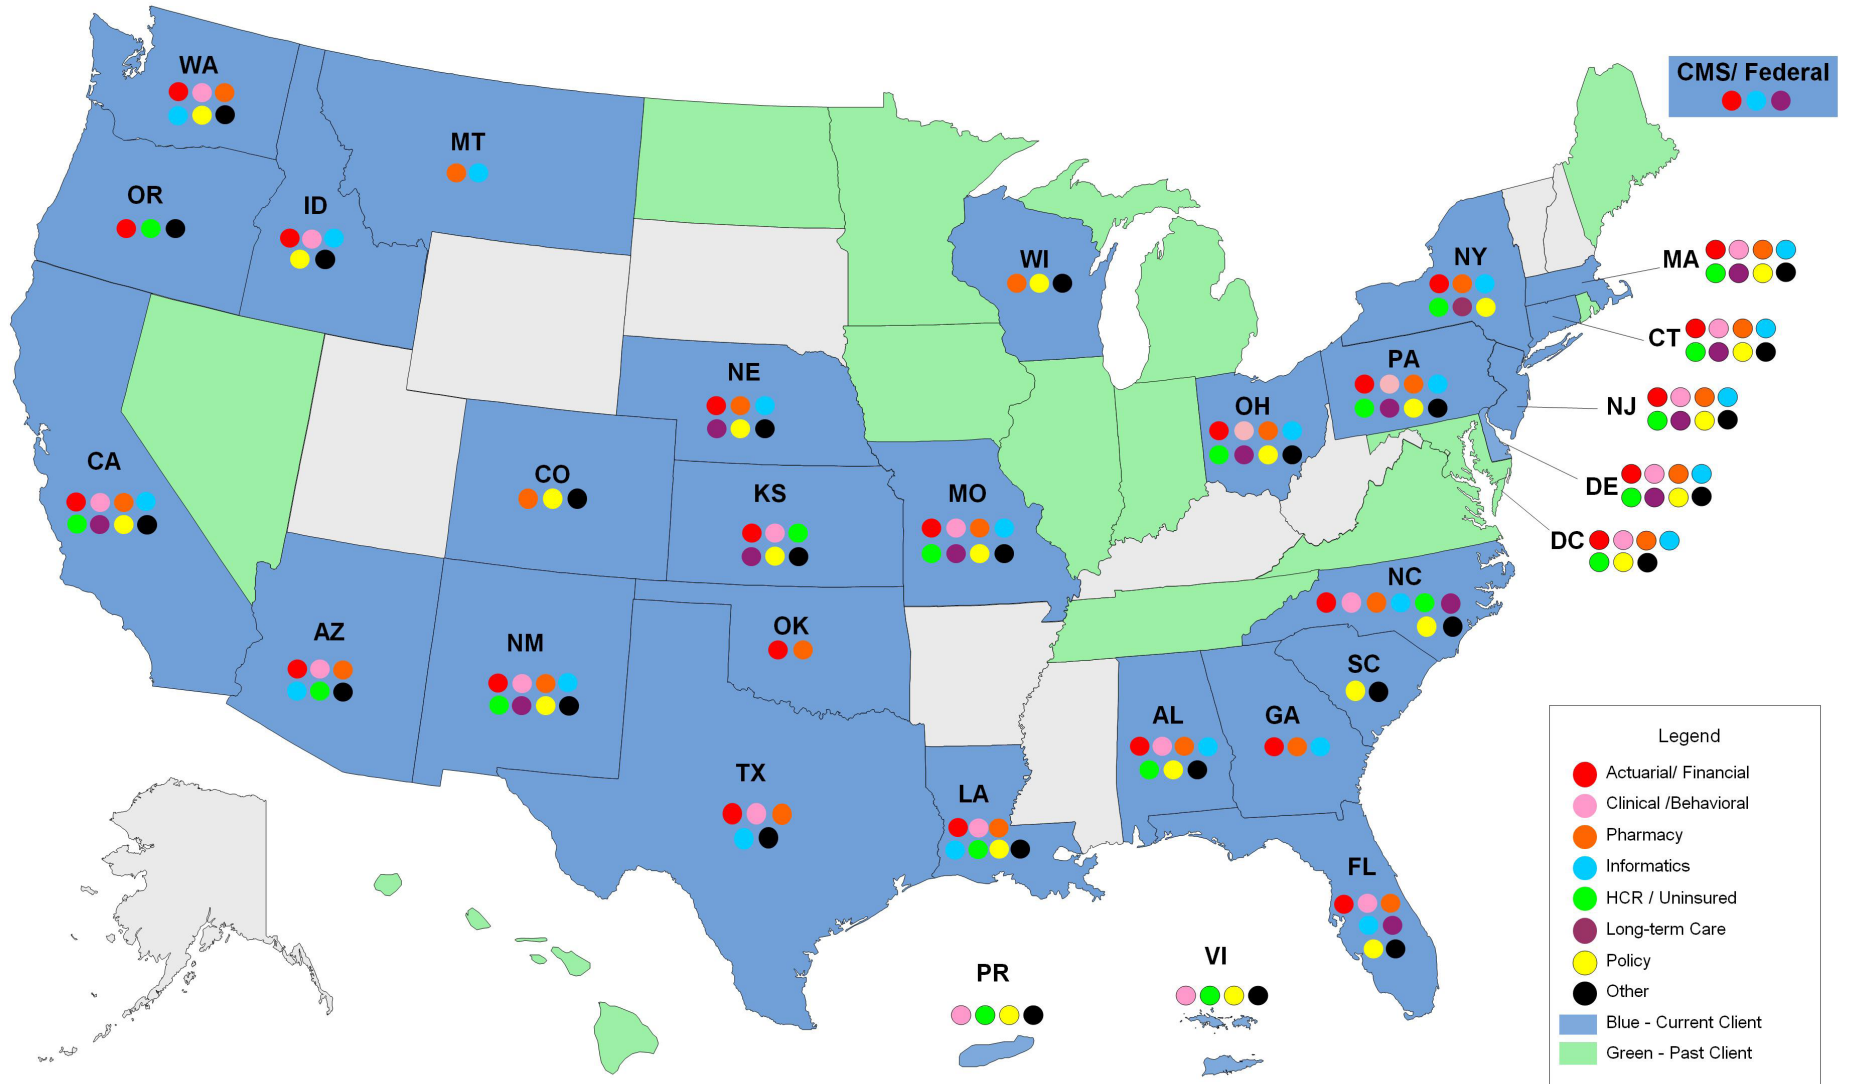 WA
CMS/ Federal
MT
OR
ID
WI
NY
MA
CT
PA
NE
NJ
OH
CA
CO
KS
MO
DE
DC
NC
AZ
NM
OK
SC
AL
GA
TX
LA
FL
PR
VI
Legend
Actuarial/ Financial
Clinical /Behavioral
Pharmacy
Informatics
HCR / Uninsured
Long-term Care
Policy
Other
Blue - Current Client
Green - Past Client